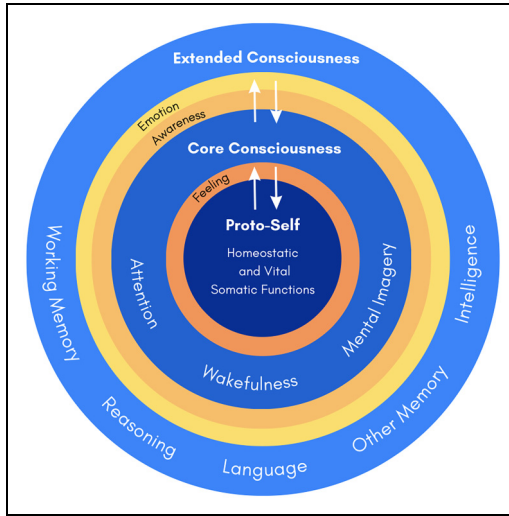 Extended Consciousness
Emotion
Awareness
Core Consciousness
Feeling
Proto-Self
Homeostatic
and Vital
Somatic Functions
Attention
Wakefulness
Mental Imagery
Working Memory
Reasoning
Language
Other Memory
Intelligence